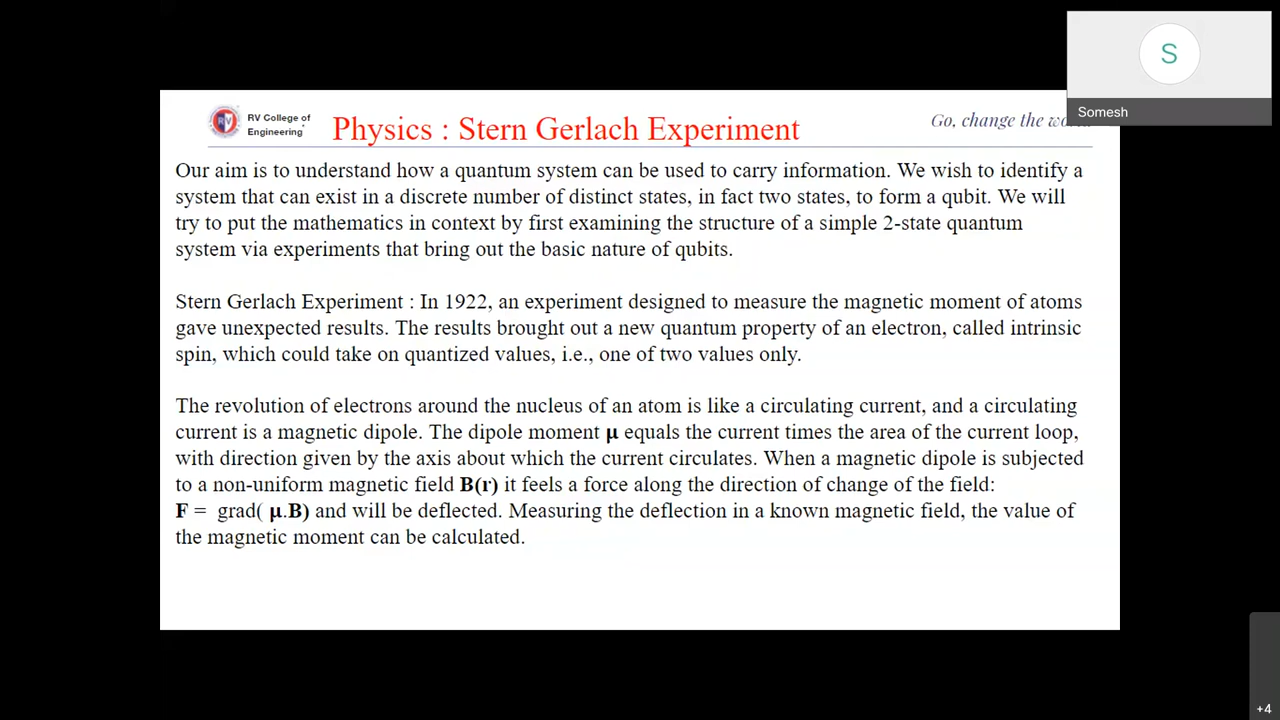 S
Somesh
RV College of
Engineering
Physics : Stern Gerlach Experiment
Go, change the wo
Our aim is to understand how a quantum system can be used to carry information. We wish to identify a
system that can exist in a discrete number of distinct states, in fact two states, to form a qubit. We will
try to put the mathematics in context by first examining the structure of a simple 2-state quantum
system via experiments that bring out the basic nature of qubits.
Stern Gerlach Experiment : In 1922, an experiment designed to measure the magnetic moment of atoms
gave unexpected results. The results brought out a new quantum property of an electron, called intrinsic
spin, which could take on quantized values, i.e., one of two values only.
The revolution of electrons around the nucleus of an atom is like a circulating current, and a circulating
current is a magnetic dipole. The dipole moment μ equals the current times the area of the current loop,
with direction given by the axis about which the current circulates. When a magnetic dipole is subjected
to a non-uniform magnetic field B(r) it feels a force along the direction of change of the field:
F = grad( μ.B) and will be deflected. Measuring the deflection in a known magnetic field, the value of
the magnetic moment can be calculated.
+4